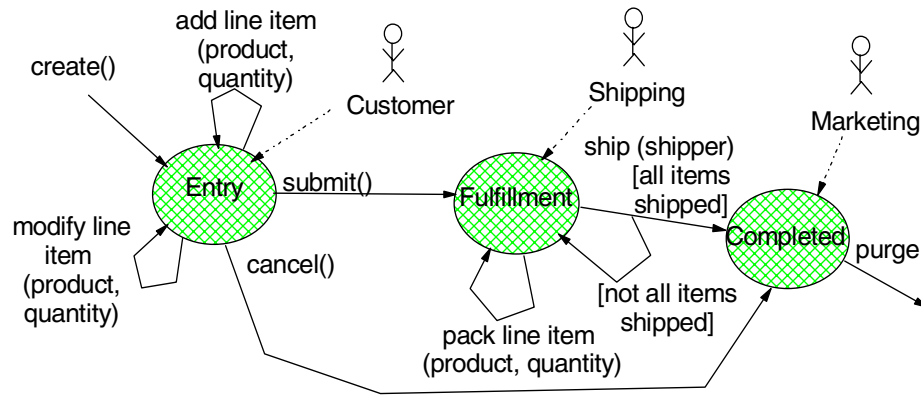 add line item
(product,
quantity)
create()
Customer
Shipping
Marketing
ship (shipper)
[all items
shipped]
Entry
submit()
Fulfillment
Completed
modify line
item
(product,
quantity)
cancel()
purge
[not all items
shipped]
pack line item
(product, quantity)